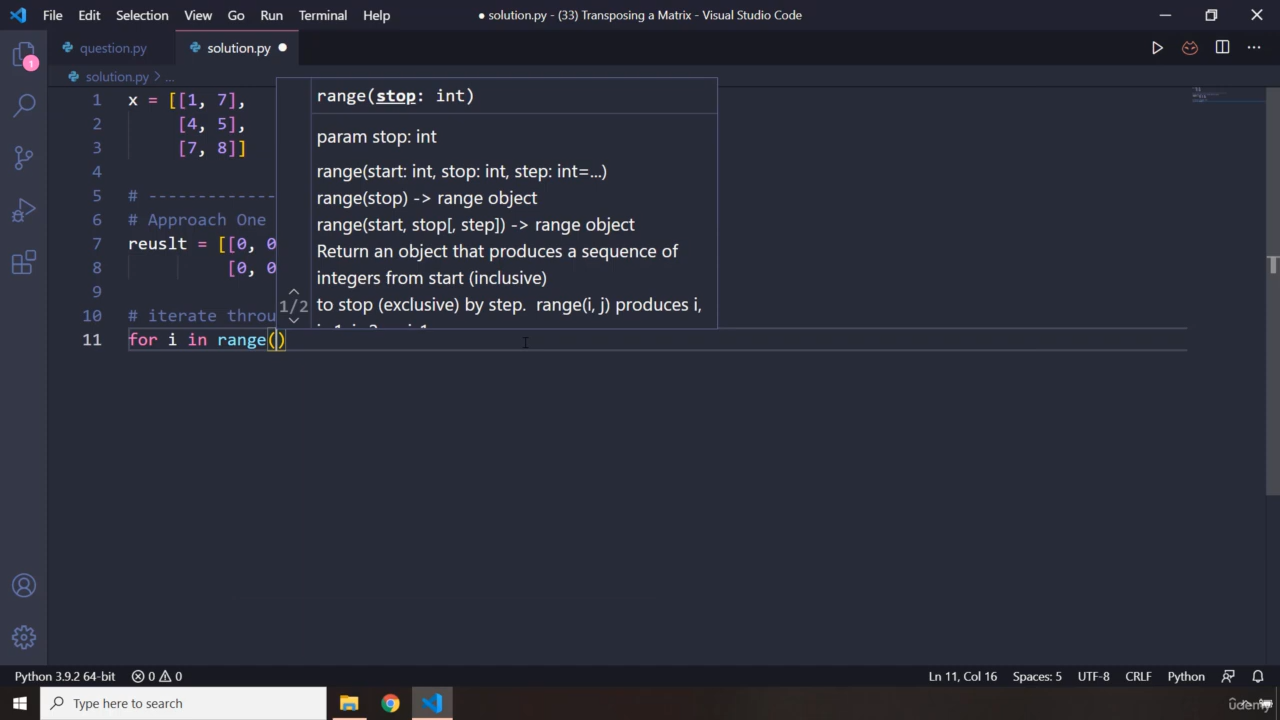 File Edit Selection View Go Run Terminal Help
● solution.py - (33) Transposing a Matrix - Visual Studio Code
question.py
solution.py ●
solution.py > ...
1 x = [[1, 7],
2 [4, 5],
3 [7, 8]]
4
5 # -------------
6 # Approach One
7 reuslt = [[0, 0
8 [0, 0
9
10 # iterate throu
11 for i in range()
range(stop: int)
param stop: int
range(start: int, stop: int, step: int=…)
range(stop) -> range object
range(start, stop[, step]) -> range object
Return an object that produces a sequence of
integers from start (inclusive)
1/2
to stop (exclusive) by step. range(i, j) produces i,
1
Python 3.9.2 64-bit
0
0
Ln 11, Col 16
Spaces: 5
UTF-8
CRLF
Python
Type here to search
Udemy